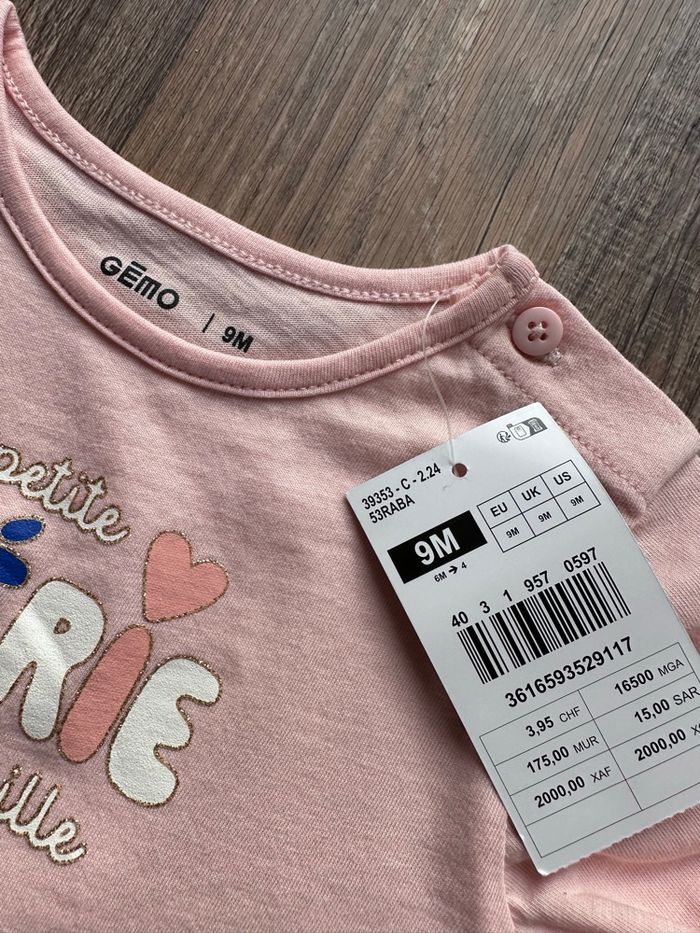 GĒMO | 9M
petite
ÉRIE
ille
39353 - C - 2.24
53RABA
9M
6M → 4
EU UK US
9M 9M 9M
40 3 1 957 0597
3616593529117
3,95 CHF 16500 MGA
175,00 MUR 15,00 SAR
2000,00 XAF 2000,00